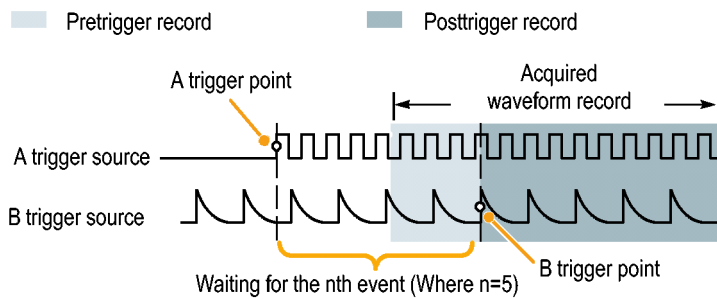 Pretrigger record
Posttrigger record
A trigger point
Acquired
waveform record
A trigger source
B trigger source
Waiting for the nth event (Where n=5)
B trigger point